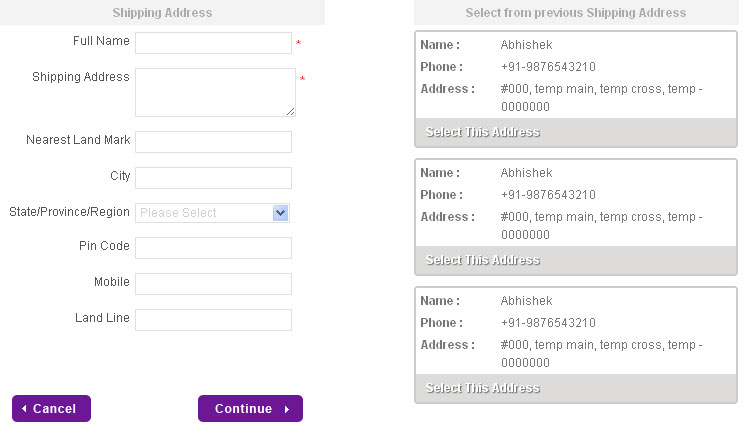 Shipping Address
Full Name *
Shipping Address *
Nearest Land Mark
City
State/Province/Region Please Select
Pin Code
Mobile
Land Line
Cancel Continue
Select from previous Shipping Address
Name : Abhishek
Phone : +91-9876543210
Address : #000, temp main, temp cross, temp -
0000000
Select This Address
Name : Abhishek
Phone : +91-9876543210
Address : #000, temp main, temp cross, temp -
0000000
Select This Address
Name : Abhishek
Phone : +91-9876543210
Address : #000, temp main, temp cross, temp -
0000000
Select This Address